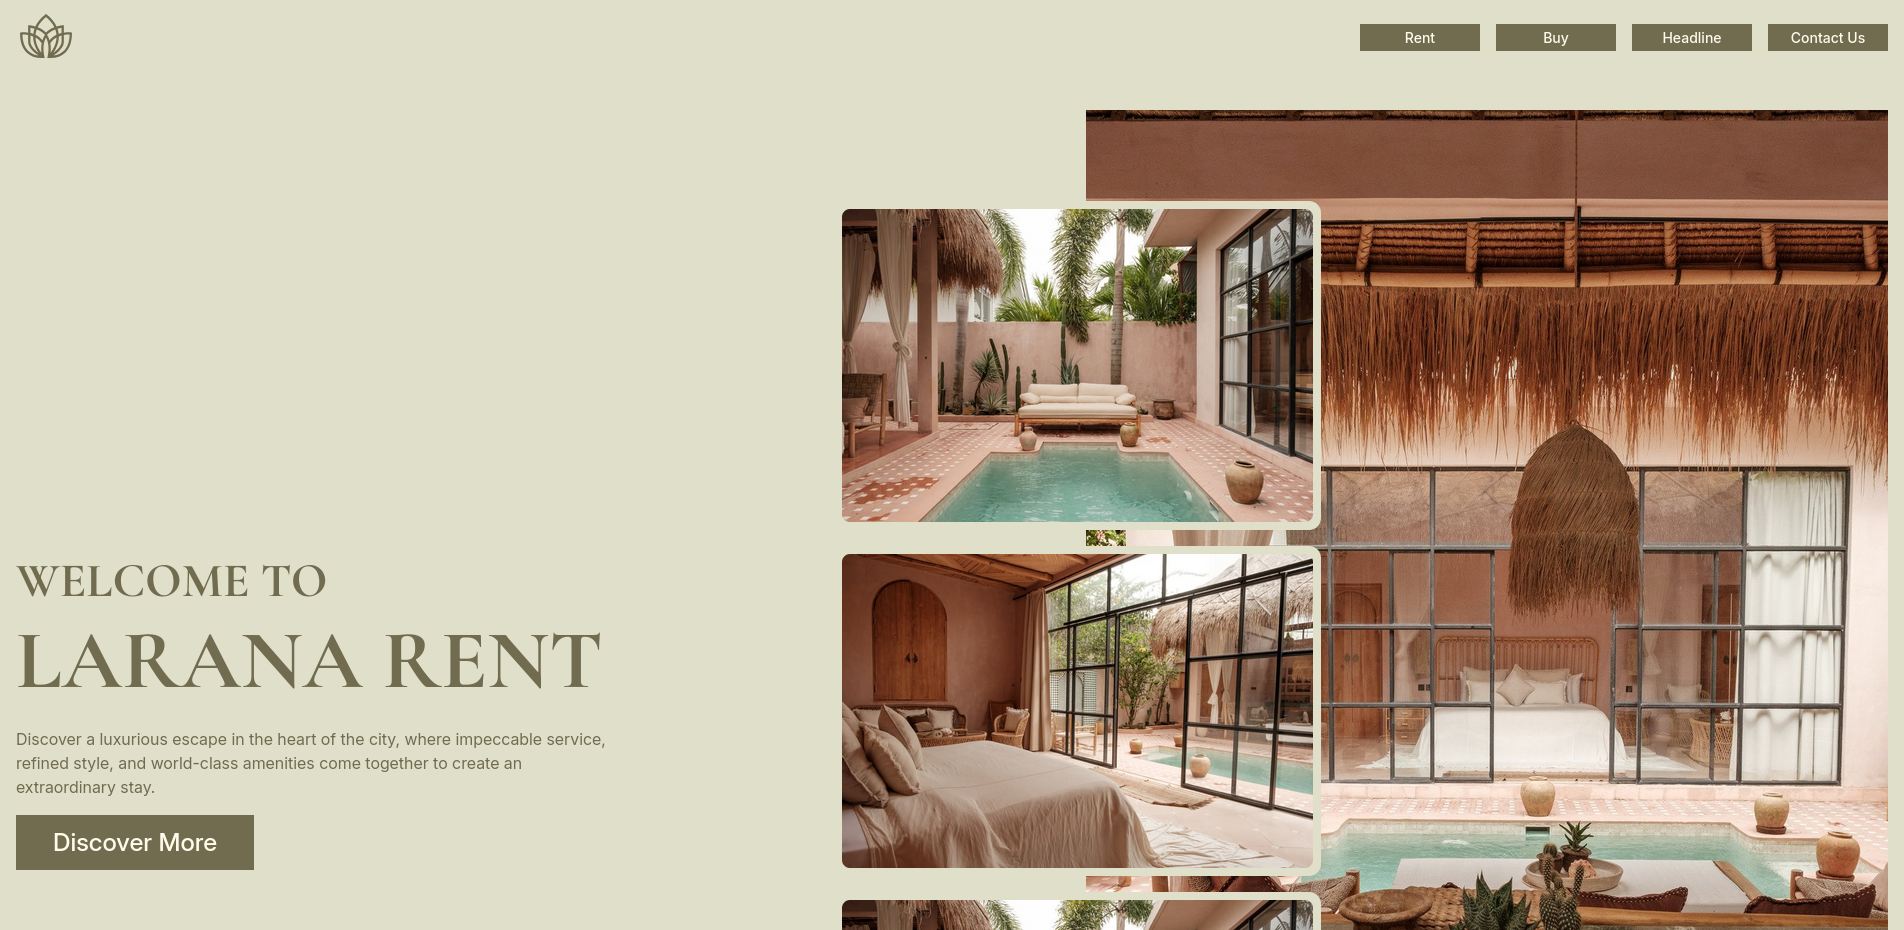 Rent
Buy
Headline
Contact Us
WELCOME TO
LARANA RENT
Discover a luxurious escape in the heart of the city, where impeccable service,
refined style, and world-class amenities come together to create an
extraordinary stay.
Discover More